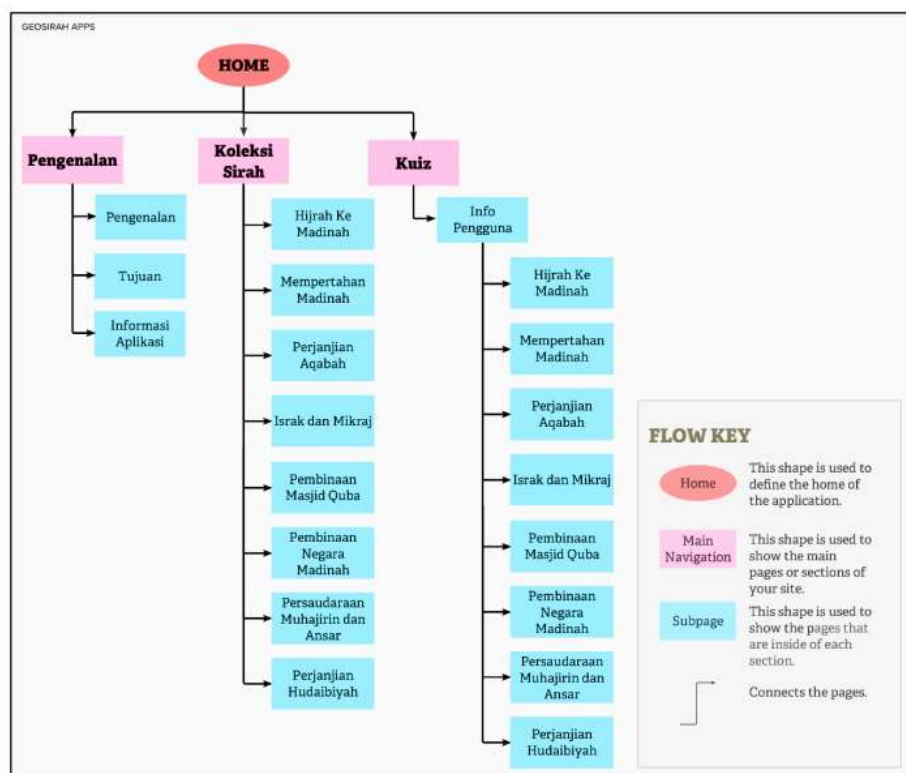 GEOSIRAH APPS
HOME
Pengenalan
Koleksi
Sirah
Kuiz
Pengenalan
Tujuan
Informasi
Aplikasi
Hijrah Ke
Madinah
Mempertahan
Madinah
Perjanjian
Aqabah
Israk dan Mikraj
Pembinaan
Masjid Quba
Pembinaan
Negara
Madinah
Persaudaraan
Muhajirin dan
Ansar
Perjanjian
Hudaibiyah
Info
Pengguna
Hijrah Ke
Madinah
Mempertahan
Madinah
Perjanjian
Aqabah
Israk dan Mikraj
Pembinaan
Masjid Quba
Pembinaan
Negara
Madinah
Persaudaraan
Muhajirin dan
Ansar
Perjanjian
Hudaibiyah
FLOW KEY
Home
This shape is used to
define the home of
the application.
Main
Navigation
This shape is used to
show the main
pages or sections of
your site.
Subpage
This shape is used to
show the pages that
are inside of each
section.
Connects the pages.